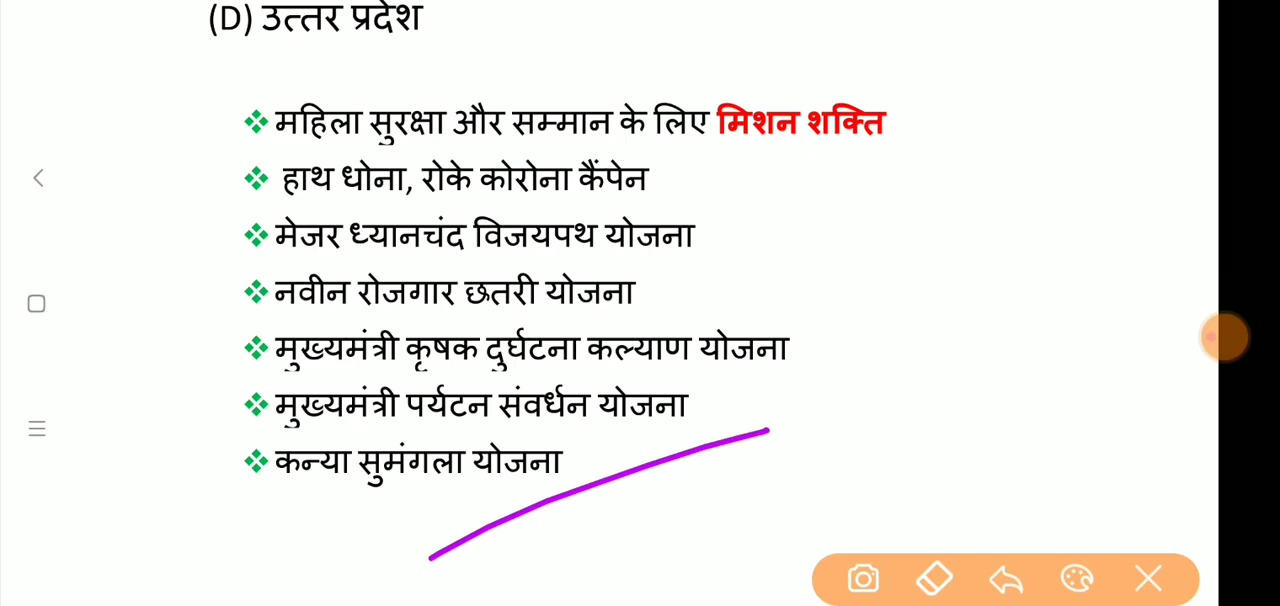 (D) उत्तर प्रदेश
महिला सुरक्षा और सम्मान के लिए मिशन शक्ति
हाथ धोना, रोके कोरोना कैंपेन
मेजर ध्यानचंद विजयपथ योजना
नवीन रोजगार छतरी योजना
मुख्यमंत्री कृषक दुर्घटना कल्याण योजना
मुख्यमंत्री पर्यटन संवर्धन योजना
कन्या सुमंगला योजना